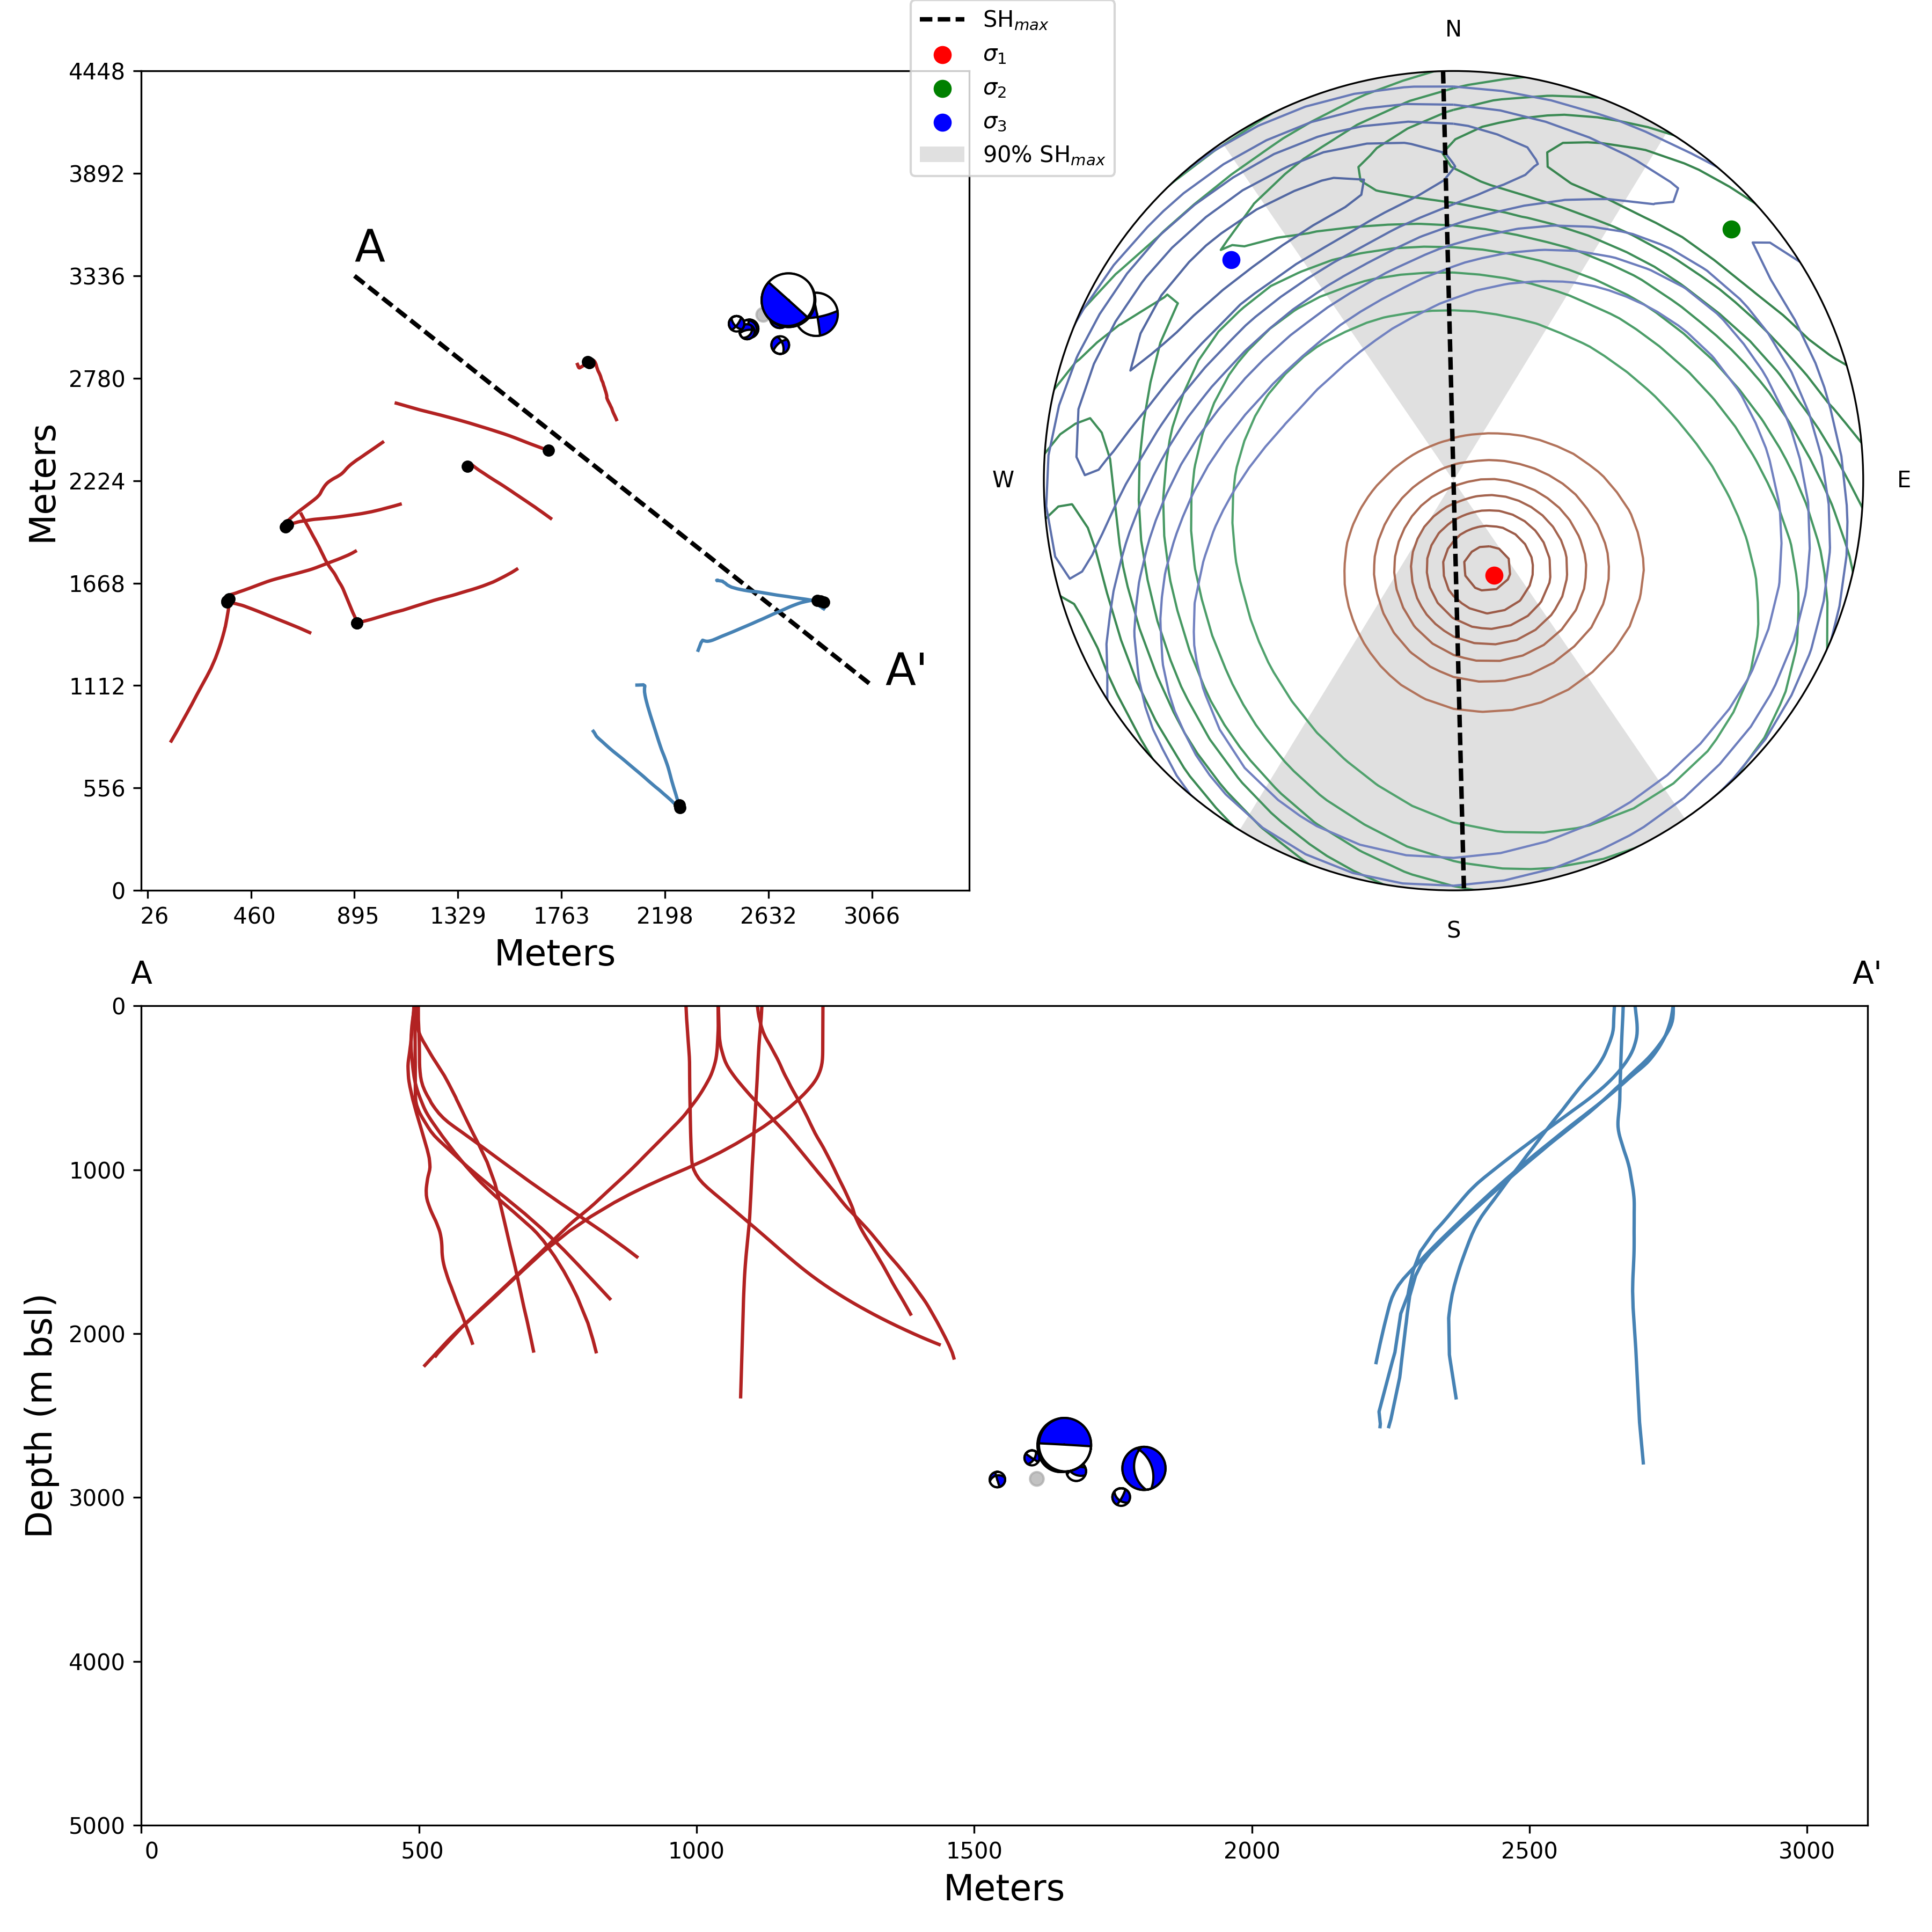 SHmax
σ1
σ2
σ3
90% SHmax
N
W
E
S
4448
3892
3336
2780
2224
1668
1112
556
0
Meters
A
A'
26 460 895 1329 1763 2198 2632 3066
Meters
A A'
0
1000
2000
3000
4000
5000
Depth (m bsl)
0 500 1000 1500 2000 2500 3000
Meters